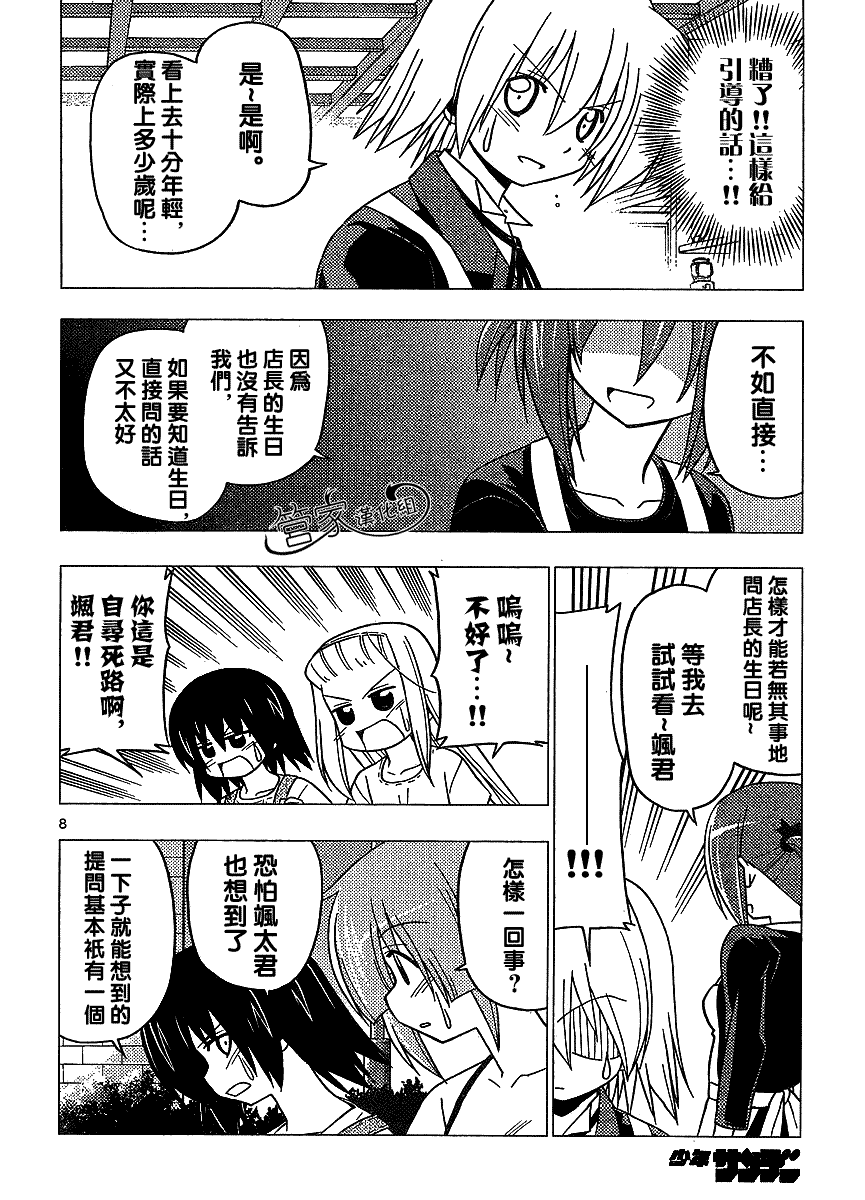 糟了!!這樣給
引導的話…!!
是~是啊。
看上去十分年輕,
實際上多少歲呢…
不如直接…
因爲
店長的生日
也沒有告訴
我們,
如果要知道生日,
直接問的話
又不太好
管家漢化組
怎樣才能若無其事地
問店長的生日呢~
等我去
試試看~颯君
——!!!
嗚嗚~
不好了…!!
你這是
自尋死路啊,
颯君!!
8
怎樣一回事?
恐怕颯太君
也想到了
一下子就能想到的
提問基本衹有一個
少年サンデー